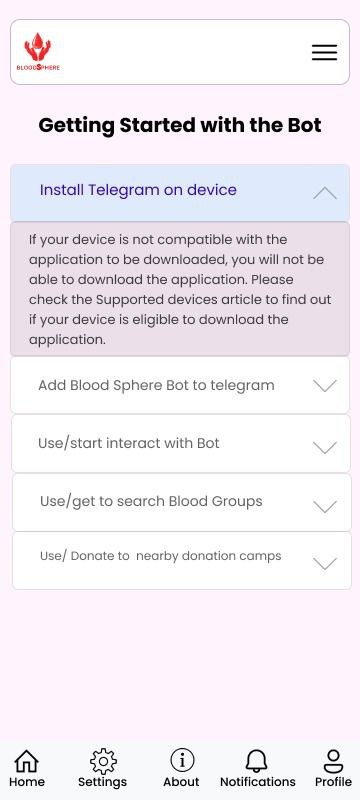 BLOODSPHERE
Getting Started with the Bot
Install Telegram on device
If your device is not compatible with the
application to be downloaded, you will not be
able to download the application. Please
check the Supported devices article to find out
if your device is eligible to download the
application.
Add Blood Sphere Bot to telegram
Use/start interact with Bot
Use/get to search Blood Groups
Use/ Donate to nearby donation camps
Home Settings About Notifications Profile